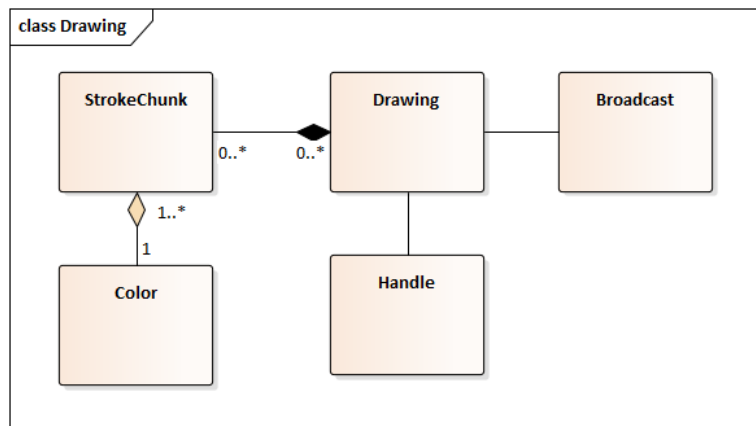 class Drawing
StrokeChunk
Drawing
Broadcast
0..*
0..*
1..*
1
Color
Handle